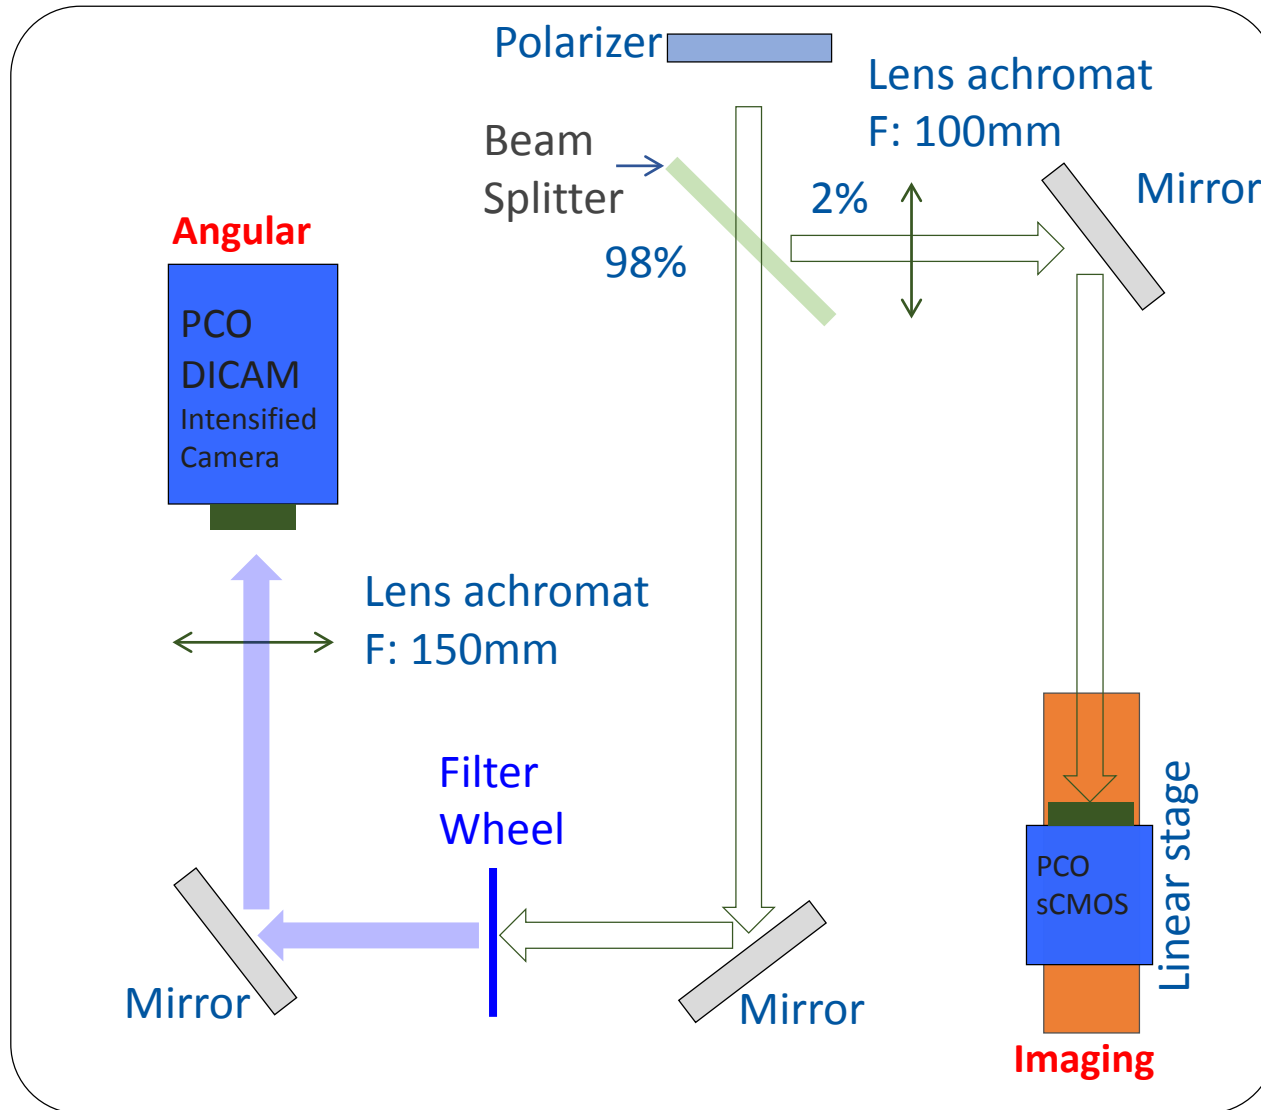 Polarizer
Lens achromat
F: 100mm
Beam
Splitter
2%
Mirror
98%
Angular
PCO
DICAM
Intensified
Camera
Lens achromat
F: 150mm
Filter
Wheel
Mirror
Mirror
PCO
sCMOS
Linear stage
Imaging